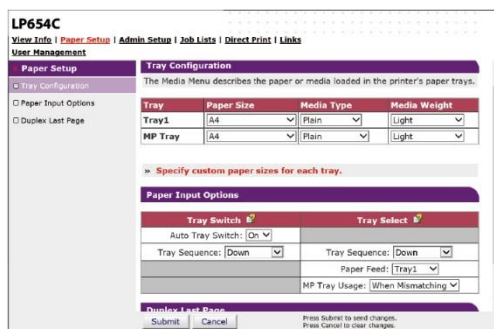 LP654C
View Info | Paper Setup | Admin Setup | Job Lists | Direct Print | Links
User Management
Paper Setup
Tray Configuration
Paper Input Options
Duplex Last Page
Tray Configuration
The Media Menu describes the paper or media loaded in the printer's paper trays.
Tray Paper Size Media Type Media Weight
Tray1 A4 Plain Light
MP Tray A4 Plain Light
» Specify custom paper sizes for each tray.
Paper Input Options
Tray Switch Tray Select
Auto Tray Switch: On
Tray Sequence: Down Tray Sequence: Down
Paper Feed: Tray1
MP Tray Usage: When Mismatching
Duplex Last Page
Submit Cancel Press Submit to send changes.
Press Cancel to clear changes.